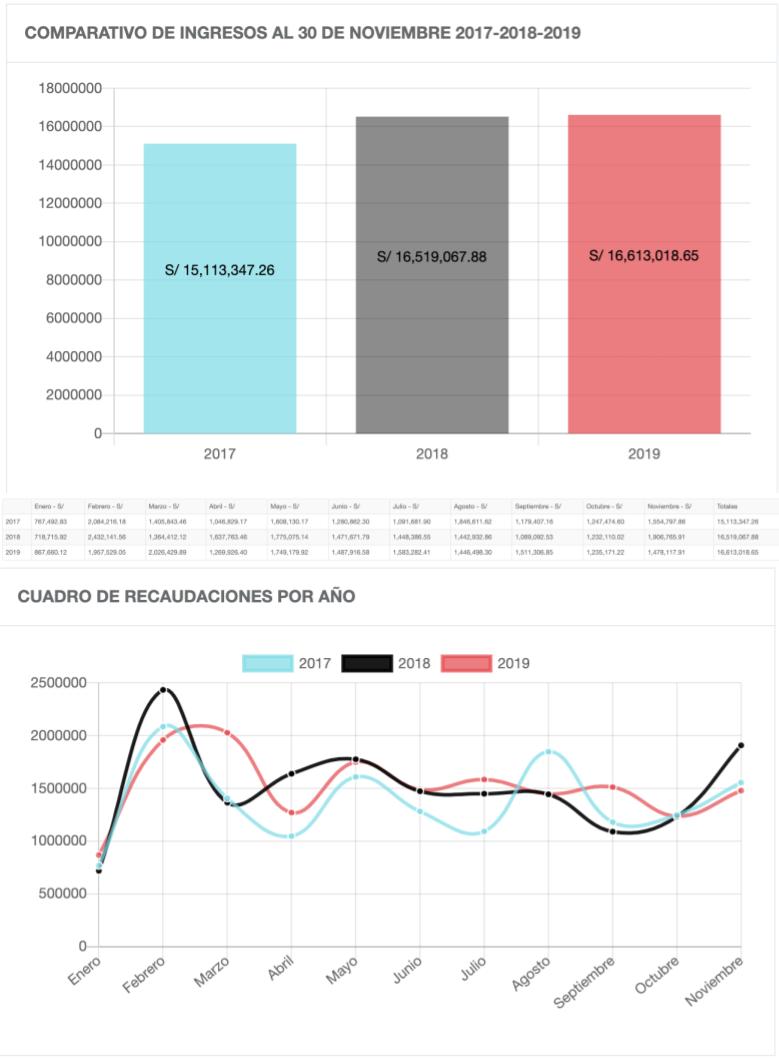 COMPARATIVO DE INGRESOS AL 30 DE NOVIEMBRE 2017-2018-2019
18000000
16000000
14000000
12000000
10000000
8000000
6000000
4000000
2000000
0
S/ 15,113,347.26
S/ 16,519,067.88
S/ 16,613,018.65
2017 2018 2019
Enero - S/ Febrero - S/ Marzo - S/ Abril - S/ Mayo - S/ Junio - S/ Julio - S/ Agosto - S/ Septiembre - S/ Octubre - S/ Noviembre - S/ Totales
2017 767,492.83 2,084,216.18 1,405,843.46 1,046,829.17 1,608,130.17 1,280,862.30 1,091,681.90 1,846,611.62 1,179,407.16 1,247,474.60 1,554,797.86 15,113,347.26
2018 718,715.92 2,432,141.56 1,364,412.12 1,637,763.46 1,775,075.14 1,471,671.79 1,448,386.55 1,442,932.86 1,089,092.53 1,232,110.02 1,906,765.91 16,519,067.88
2019 867,660.12 1,957,529.05 2,026,429.89 1,269,926.40 1,749,179.92 1,487,916.58 1,583,282.41 1,446,498.30 1,511,306.85 1,235,171.22 1,478,117.91 16,613,018.65
CUADRO DE RECAUDACIONES POR AÑO
2017 2018 2019
2500000
2000000
1500000
1000000
500000
0
Enero Febrero Marzo Abril Mayo Junio Julio Agosto Septiembre Octubre Noviembre